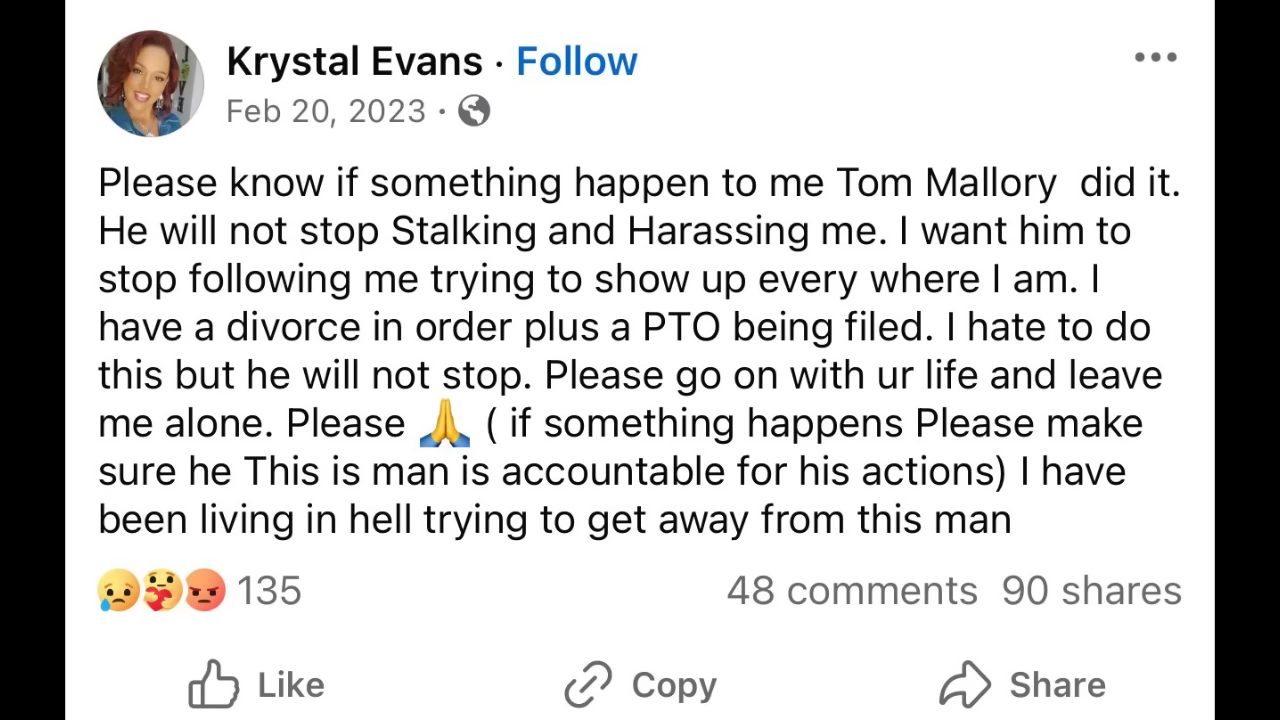 Krystal Evans · Follow
Feb 20, 2023 ·
Please know if something happen to me Tom Mallory  did it.
He will not stop Stalking and Harassing me. I want him to
stop following me trying to show up every where I am. I
have a divorce in order plus a PTO being filed. I hate to do
this but he will not stop. Please go on with ur life and leave
me alone. Please 🙏 ( if something happens Please make
sure he This is man is accountable for his actions) I have
been living in hell trying to get away from this man
135 48 comments 90 shares
Like Copy Share